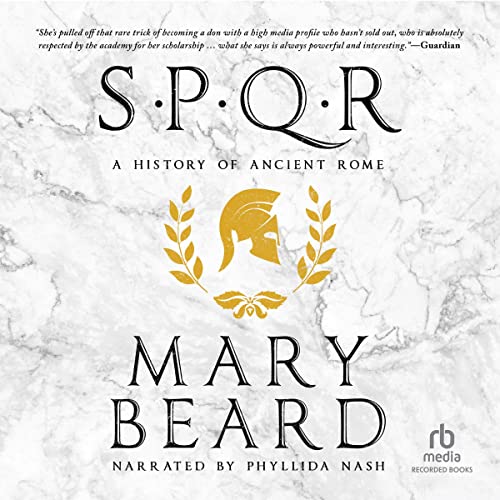 "She's pulled off that rare trick of becoming a don with a high media profile who hasn't sold out, who is absolutely
respected by the academy for her scholarship ... what she says is always powerful and interesting."—Guardian
S·P·Q·R
A HISTORY OF ANCIENT ROME
MARY
BEARD
NARRATED BY PHYLLIDA NASH
rb
media
RECORDED BOOKS